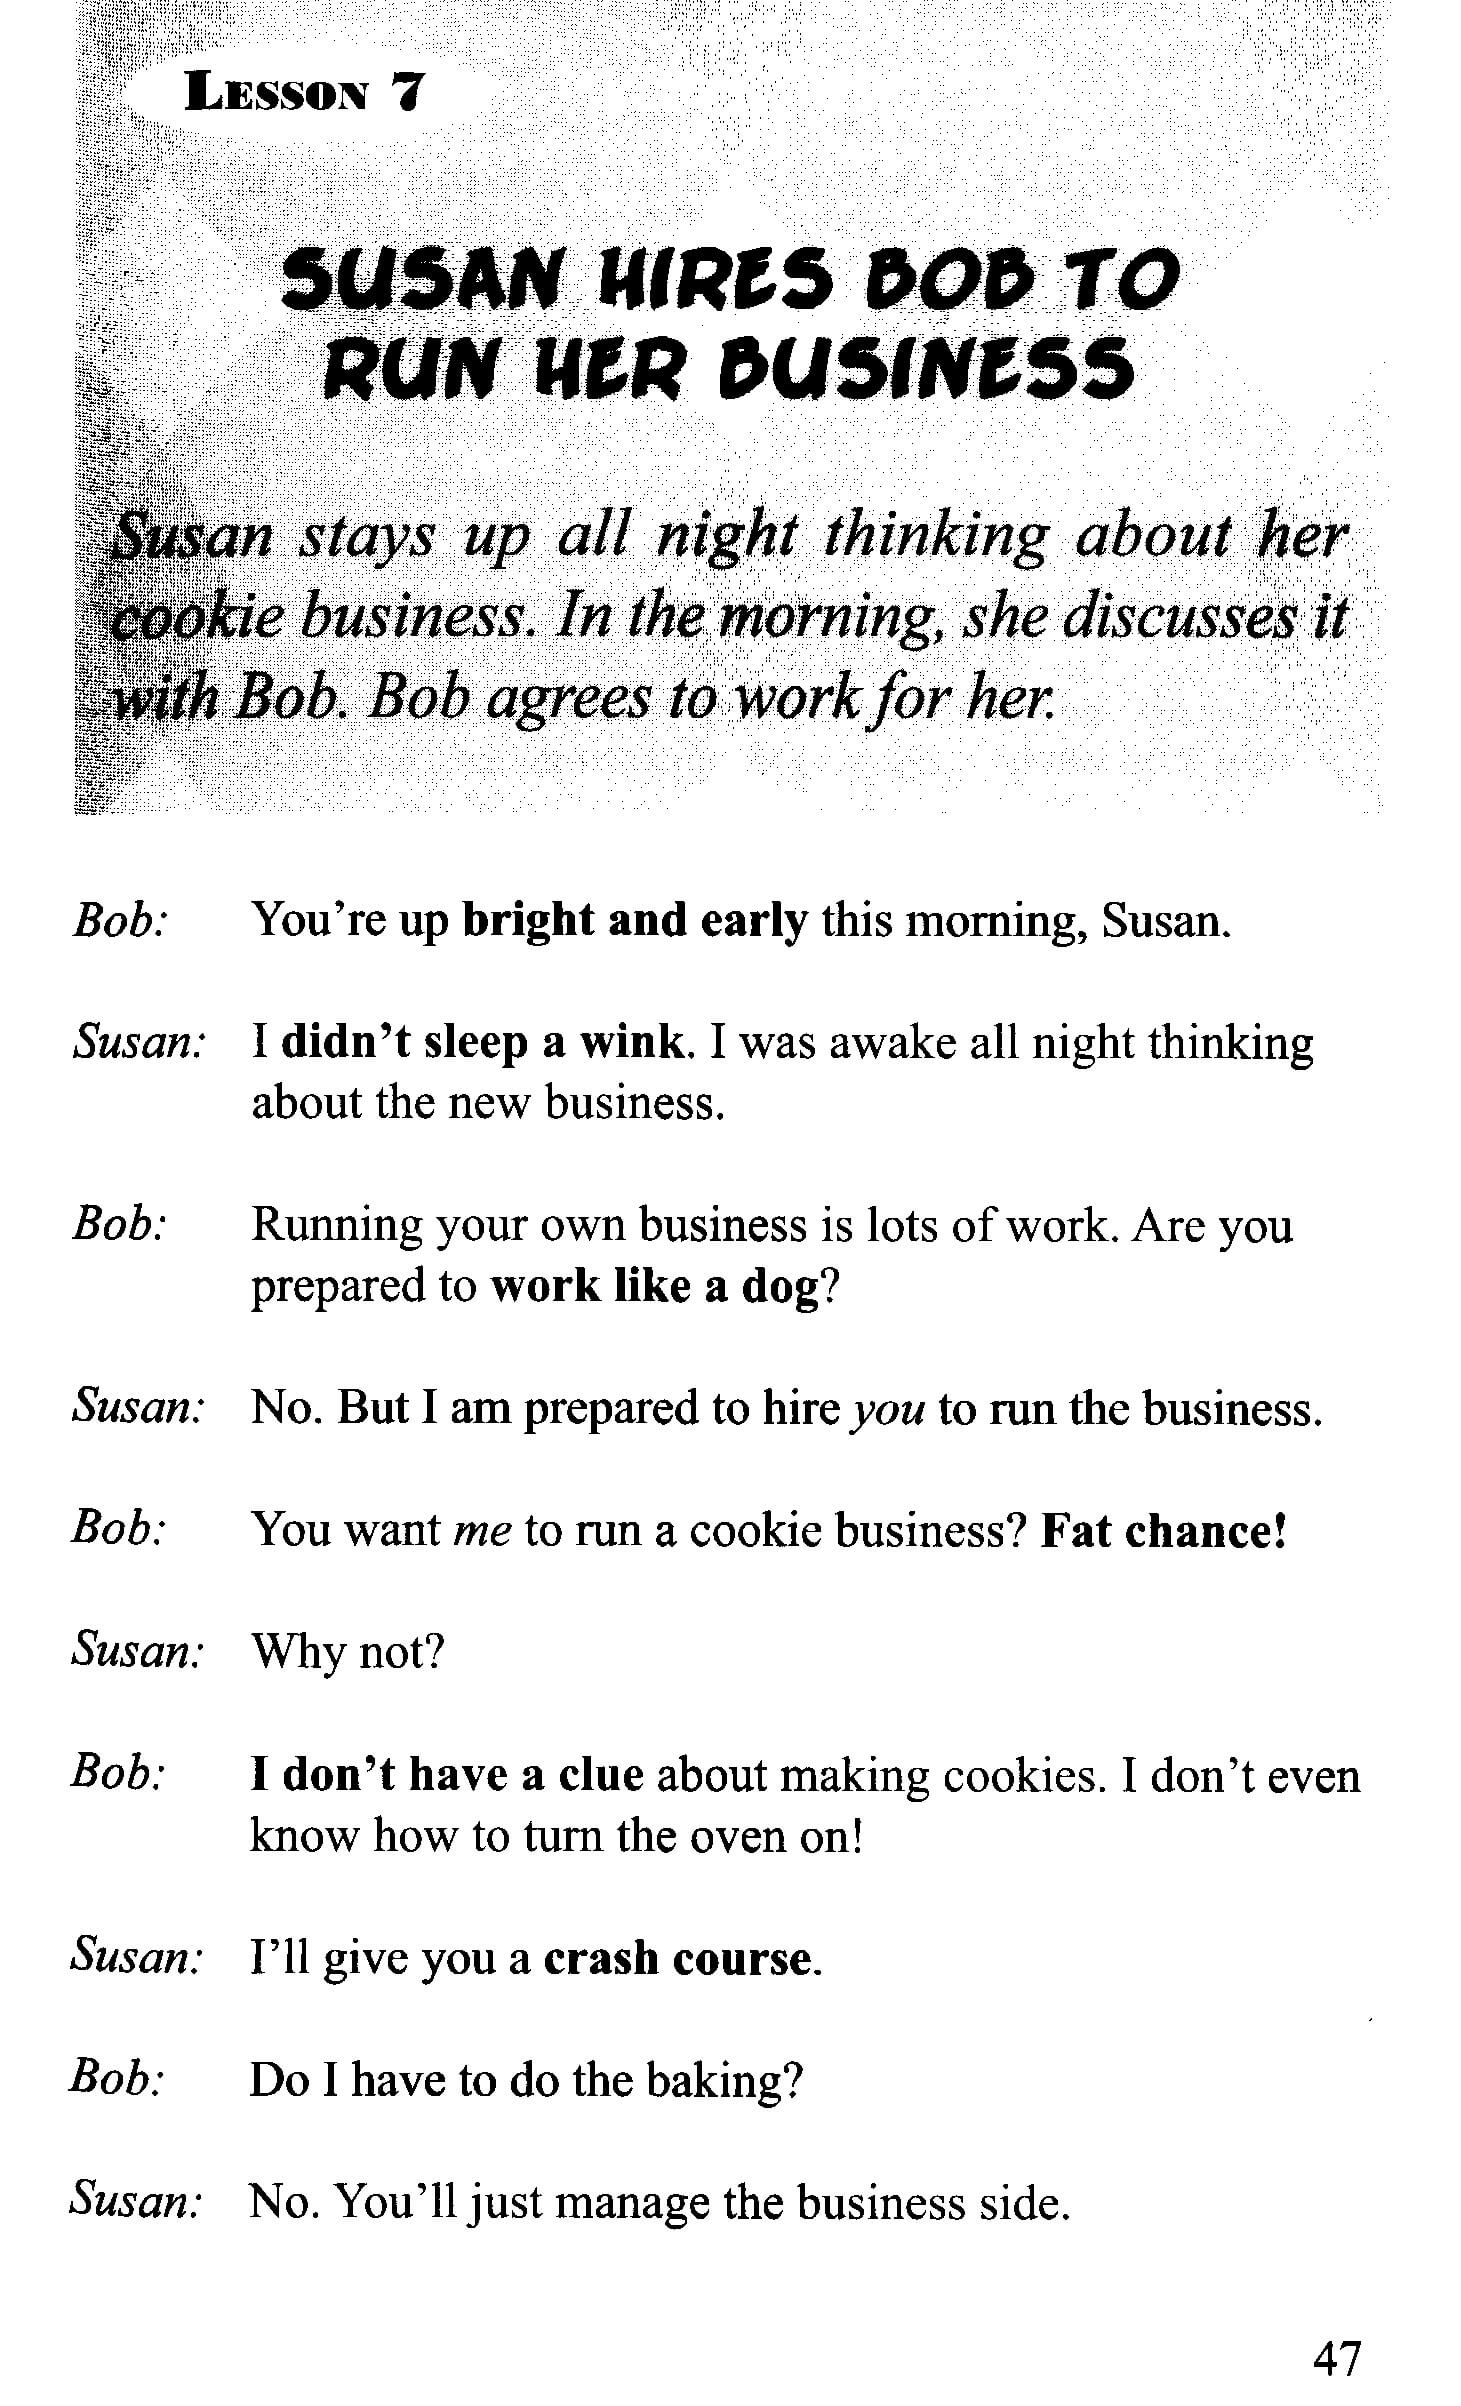 LESSON 7
SUSAN HIRES BOB TO
RUN HER BUSINESS
Susan stays up all night thinking about her
cookie business. In the morning, she discusses it
with Bob. Bob agrees to work for her.
Bob: You're up bright and early this morning, Susan.
Susan: I didn't sleep a wink. I was awake all night thinking
about the new business.
Bob: Running your own business is lots of work. Are you
prepared to work like a dog?
Susan: No. But I am prepared to hire you to run the business.
Bob: You want me to run a cookie business? Fat chance!
Susan: Why not?
Bob: I don't have a clue about making cookies. I don't even
know how to turn the oven on!
Susan: I'll give you a crash course.
Bob: Do I have to do the baking?
Susan: No. You'll just manage the business side.
47